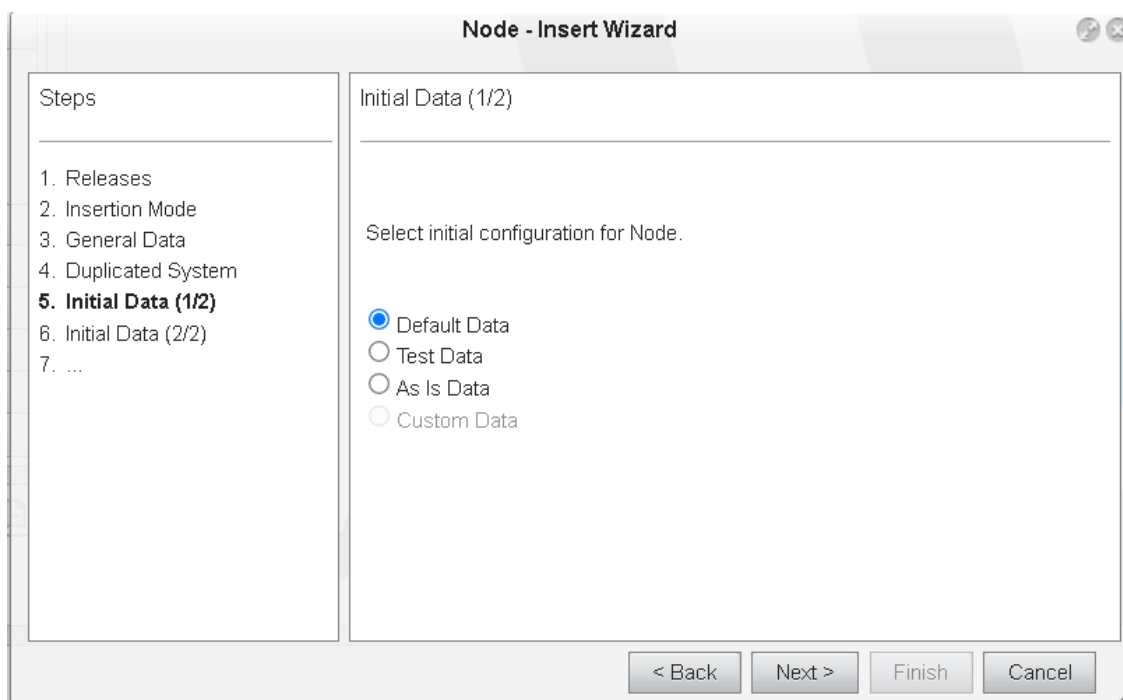 Node - Insert Wizard
Steps
1. Releases
2. Insertion Mode
3. General Data
4. Duplicated System
5. Initial Data (1/2)
6. Initial Data (2/2)
7. ...
Initial Data (1/2)
Select initial configuration for Node.
Default Data
Test Data
As Is Data
Custom Data
< Back Next > Finish Cancel